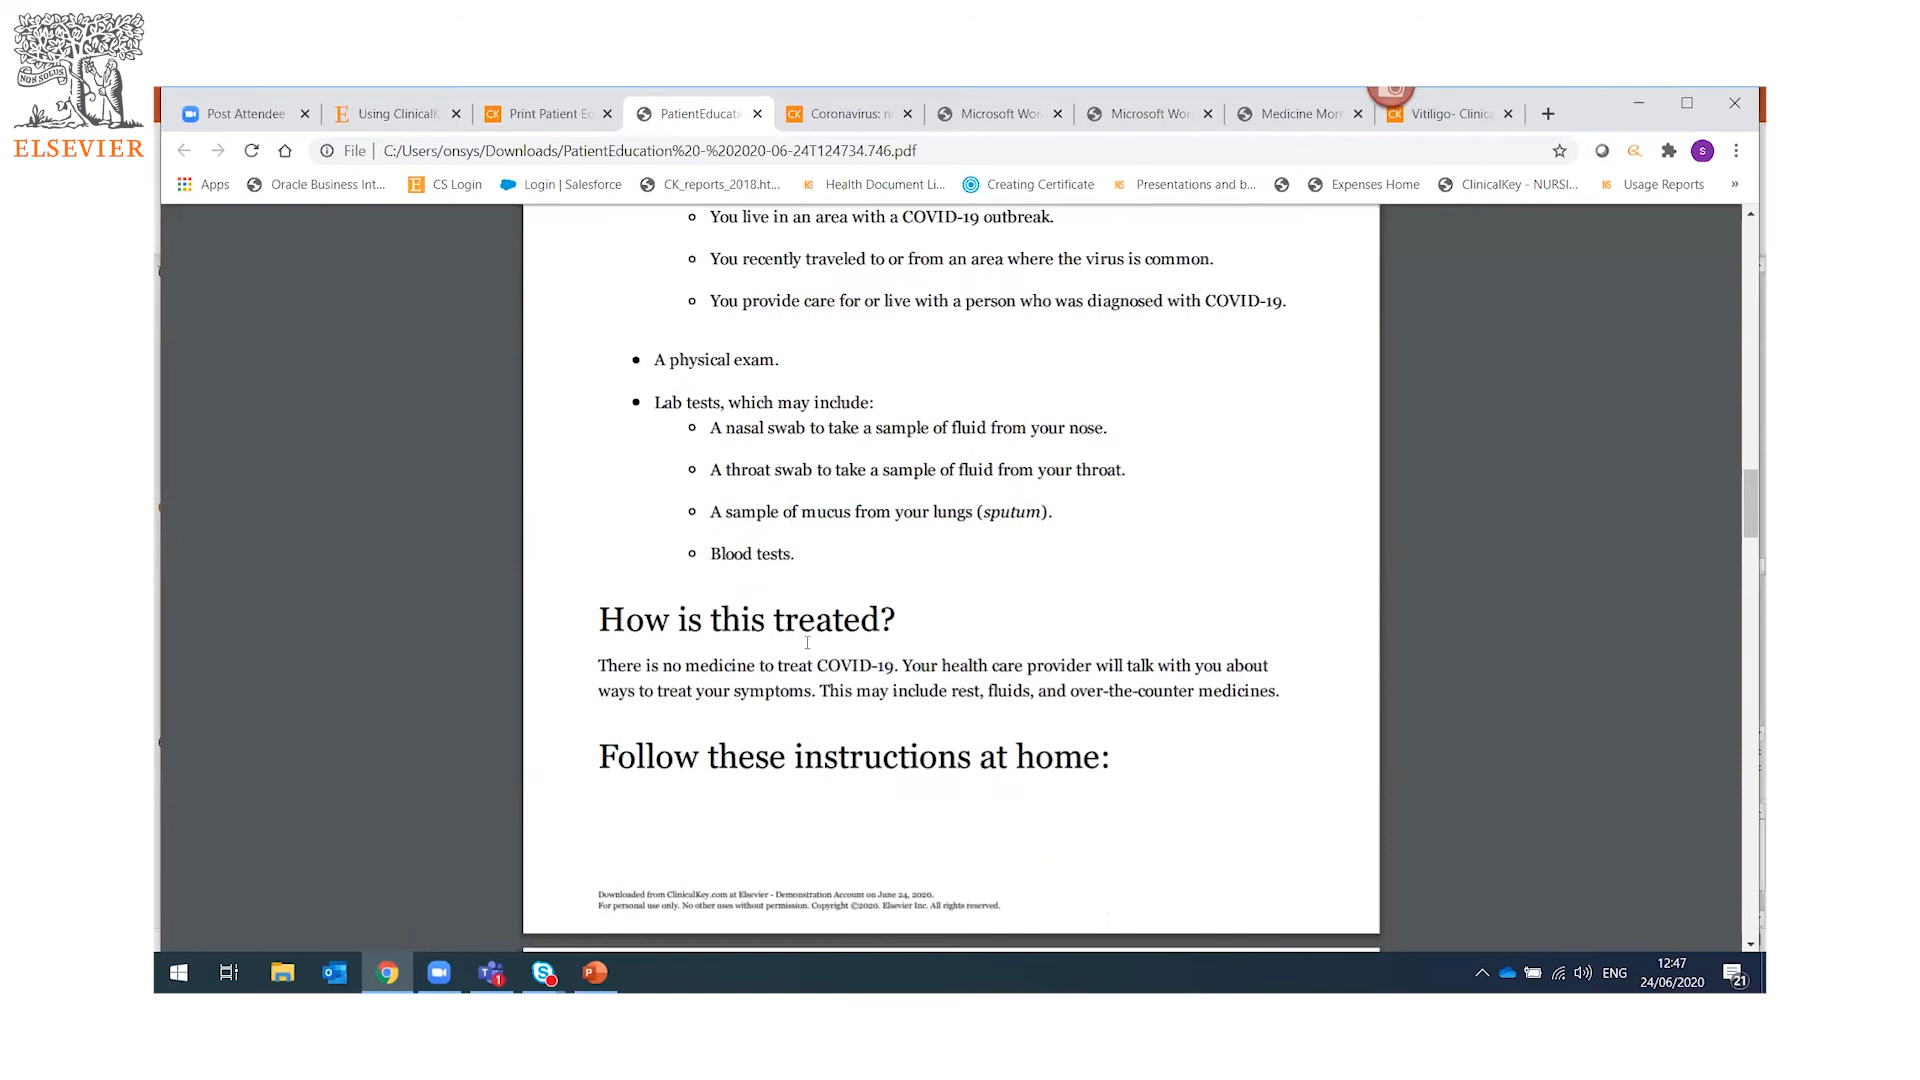 NON SOLUS
ELSEVIER
Post Attendee
Using ClinicalK
Print Patient Ed
PatientEducati
Coronavirus: n
Microsoft Wor
Microsoft Wor
Medicine Mor
Vitiligo- Clinica
File
C:/Users/onsys/Downloads/PatientEducation%20-%202020-06-24T124734.746.pdf
S
Apps
Oracle Business Int...
CS Login
Login | Salesforce
CK_reports_2018.ht...
Health Document Li...
Creating Certificate
Presentations and b...
Expenses Home
ClinicalKey - NURSI...
Usage Reports
You live in an area with a COVID-19 outbreak.
You recently traveled to or from an area where the virus is common.
You provide care for or live with a person who was diagnosed with COVID-19.
A physical exam.
Lab tests, which may include:
A nasal swab to take a sample of fluid from your nose.
A throat swab to take a sample of fluid from your throat.
A sample of mucus from your lungs (sputum).
Blood tests.
How is this treated?
There is no medicine to treat COVID-19. Your health care provider will talk with you about
ways to treat your symptoms. This may include rest, fluids, and over-the-counter medicines.
Follow these instructions at home:
Downloaded from ClinicalKey.com at Elsevier - Demonstration Account on June 24, 2020.
For personal use only. No other uses without permission. Copyright ©2020. Elsevier Inc. All rights reserved.
ENG
12:47
24/06/2020
21